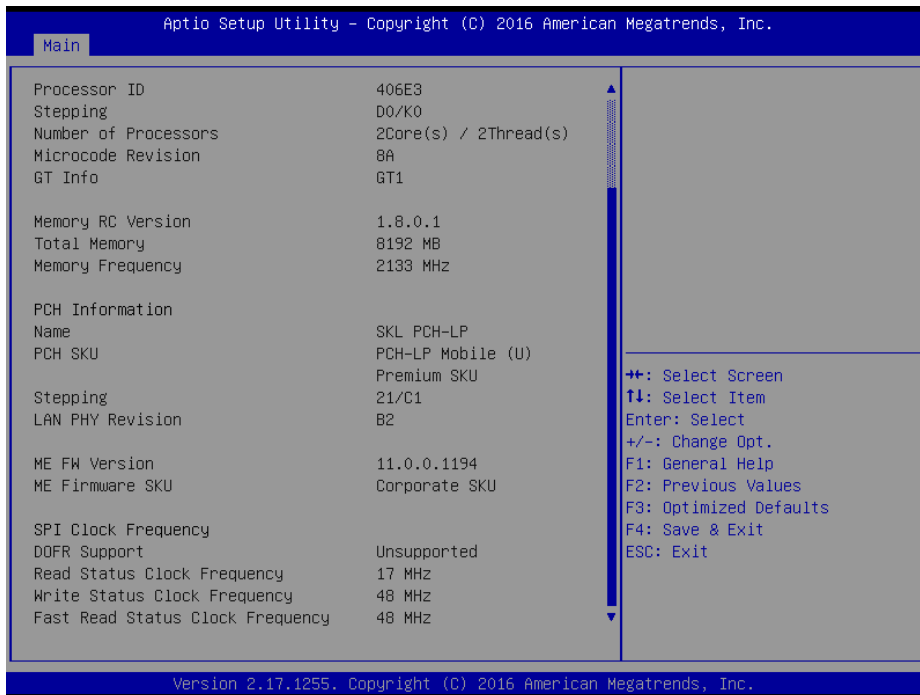 Aptio Setup Utility – Copyright (C) 2016 American Megatrends, Inc.
Main
Processor ID 406E3
Stepping D0/K0
Number of Processors 2Core(s) / 2Thread(s)
Microcode Revision 8A
GT Info GT1
Memory RC Version 1.8.0.1
Total Memory 8192 MB
Memory Frequency 2133 MHz
PCH Information
Name SKL PCH-LP
PCH SKU PCH-LP Mobile (U)
Premium SKU
Stepping 21/C1
LAN PHY Revision B2
ME FW Version 11.0.0.1194
ME Firmware SKU Corporate SKU
SPI Clock Frequency
DOFR Support Unsupported
Read Status Clock Frequency 17 MHz
Write Status Clock Frequency 48 MHz
Fast Read Status Clock Frequency 48 MHz
→←: Select Screen
↑↓: Select Item
Enter: Select
+/-: Change Opt.
F1: General Help
F2: Previous Values
F3: Optimized Defaults
F4: Save & Exit
ESC: Exit
Version 2.17.1255. Copyright (C) 2016 American Megatrends, Inc.